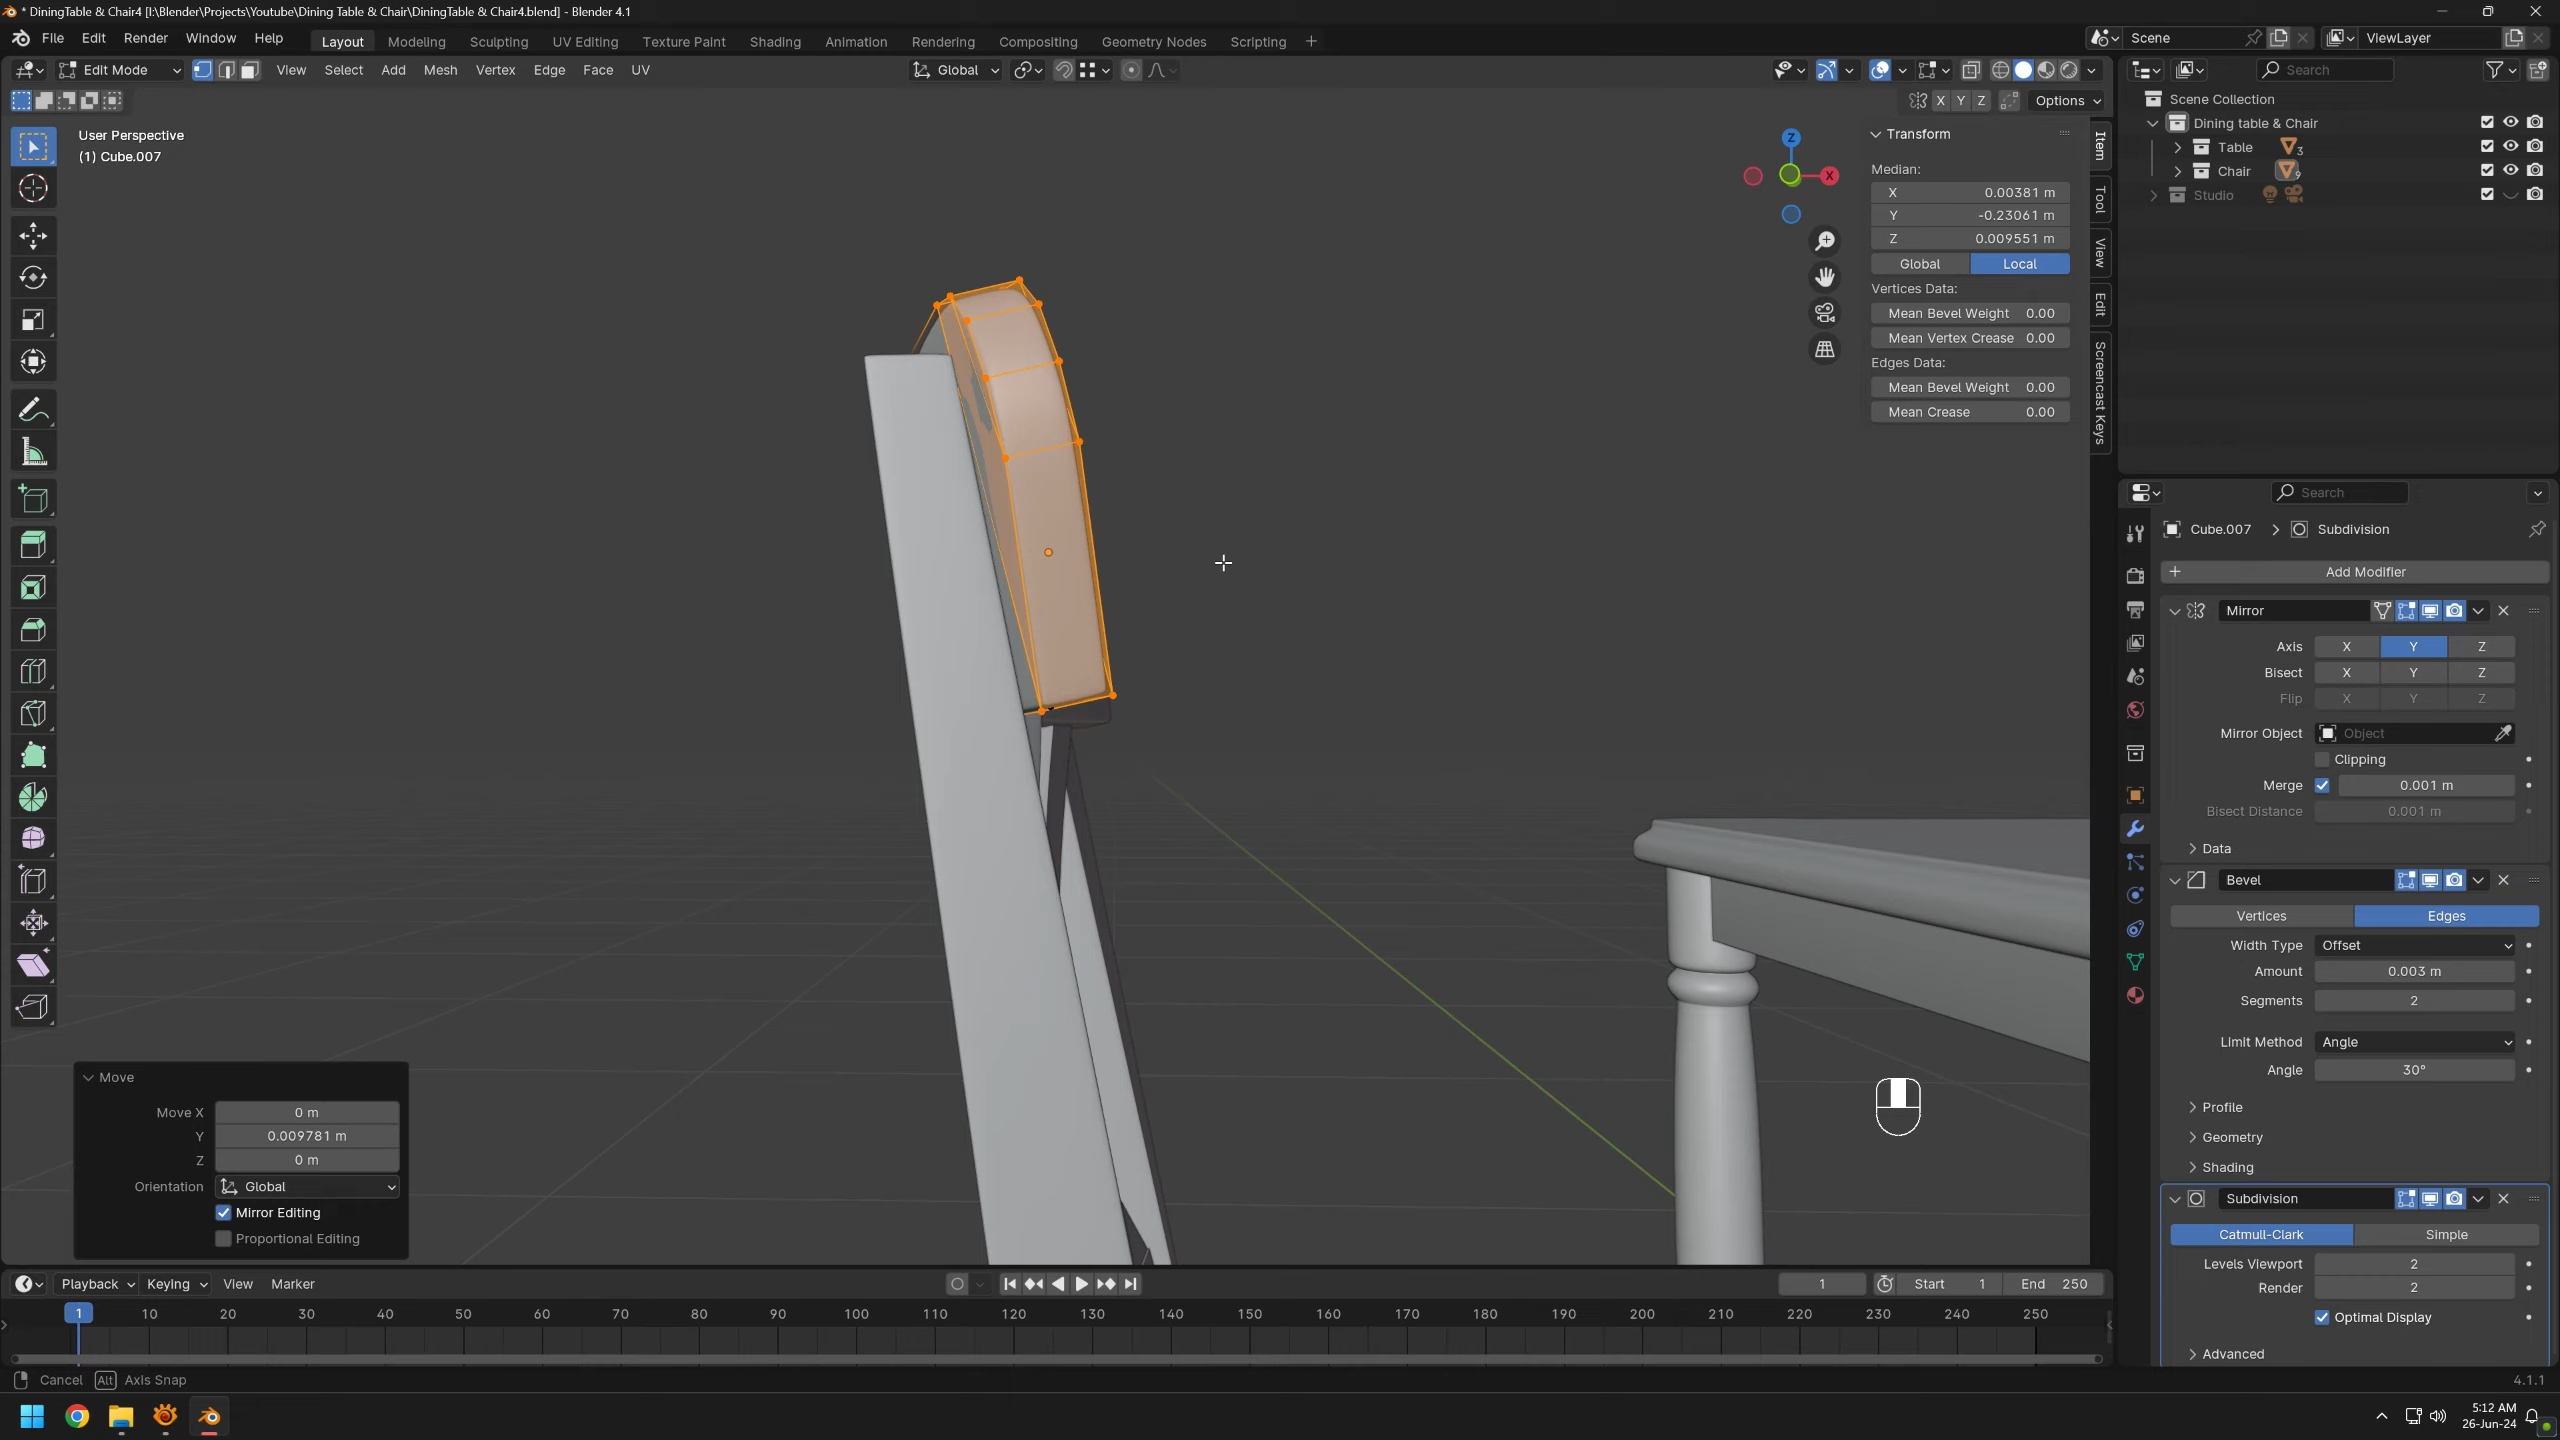 * DiningTable & Chair4 [I:\Blender\Projects\Youtube\Dining Table & Chair\DiningTable & Chair4.blend] - Blender 4.1
File Edit Render Window Help
Layout Modeling Sculpting UV Editing Texture Paint Shading Animation Rendering Compositing Geometry Nodes Scripting +
Scene
ViewLayer
Edit Mode
View Select Add Mesh Vertex Edge Face UV
Global
X Y Z
Options
User Perspective
(1) Cube.007
Z
X
Transform
Median:
X 0.00381 m
Y -0.23061 m
Z 0.009551 m
Global Local
Vertices Data:
Mean Bevel Weight 0.00
Mean Vertex Crease 0.00
Edges Data:
Mean Bevel Weight 0.00
Mean Crease 0.00
Item
Tool
View
Edit
Screencast Keys
Search
Scene Collection
Dining table & Chair
Table 3
Chair 9
Studio
Search
Cube.007 > Subdivision
+ Add Modifier
Mirror
Axis X Y Z
Bisect X Y Z
Flip X Y Z
Mirror Object Object
Clipping
Merge 0.001 m
Bisect Distance 0.001 m
Data
Bevel
Vertices Edges
Width Type Offset
Amount 0.003 m
Segments 2
Limit Method Angle
Angle 30°
Profile
Geometry
Shading
Subdivision
Catmull-Clark Simple
Levels Viewport 2
Render 2
Optimal Display
Advanced
Move
Move X 0 m
Y 0.009781 m
Z 0 m
Orientation Global
Mirror Editing
Proportional Editing
Playback Keying View Marker
1 Start 1 End 250
1 10 20 30 40 50 60 70 80 90 100 110 120 130 140 150 160 170 180 190 200 210 220 230 240 250
Cancel Alt Axis Snap
4.1.1
5:12 AM
26-Jun-24